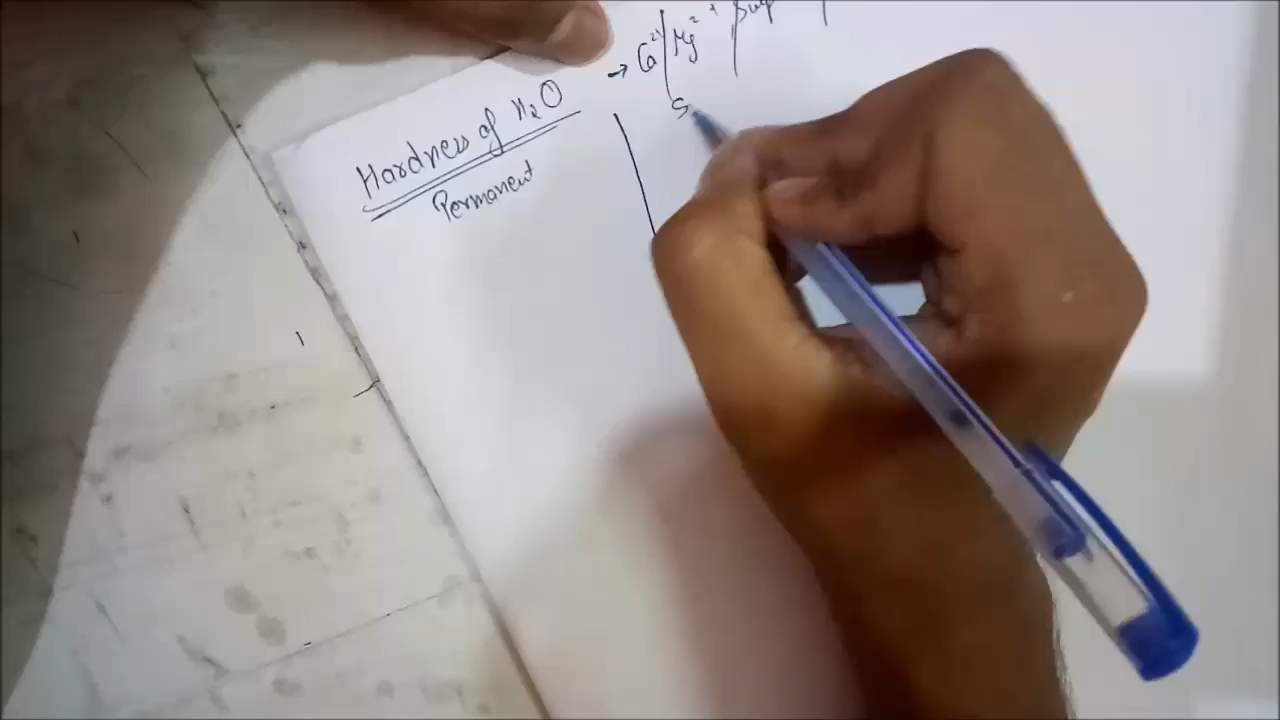 → Ca²⁺/Mg²⁺
S
Hardness of H₂O
Permanent